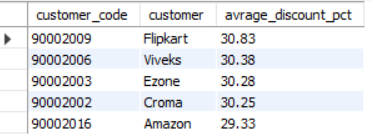 customer_code customer avrage_discount_pct
90002009 Flipkart 30.83
90002006 Viveks 30.38
90002003 Ezone 30.28
90002002 Croma 30.25
90002016 Amazon 29.33